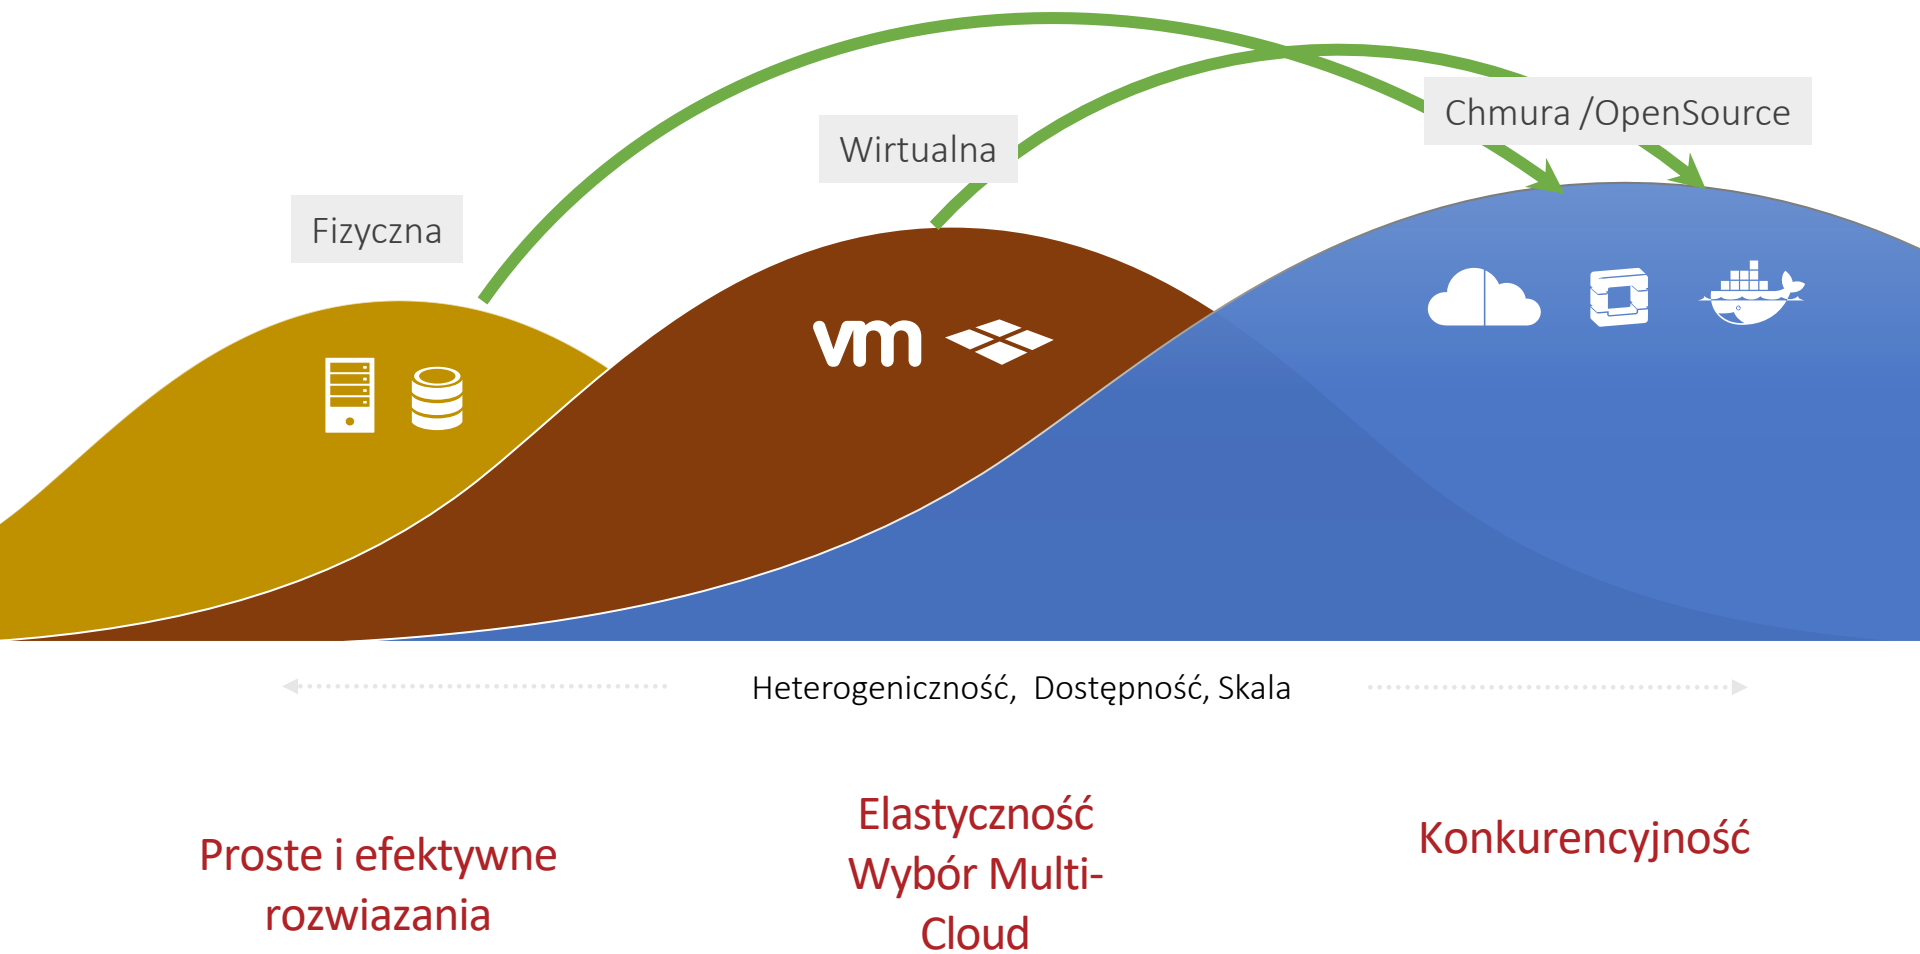 Fizyczna
Wirtualna
Chmura /OpenSource
vm
Heterogeniczność,  Dostępność, Skala
Proste i efektywne
rozwiazania
Elastyczność
Wybór Multi-
Cloud
Konkurencyjność